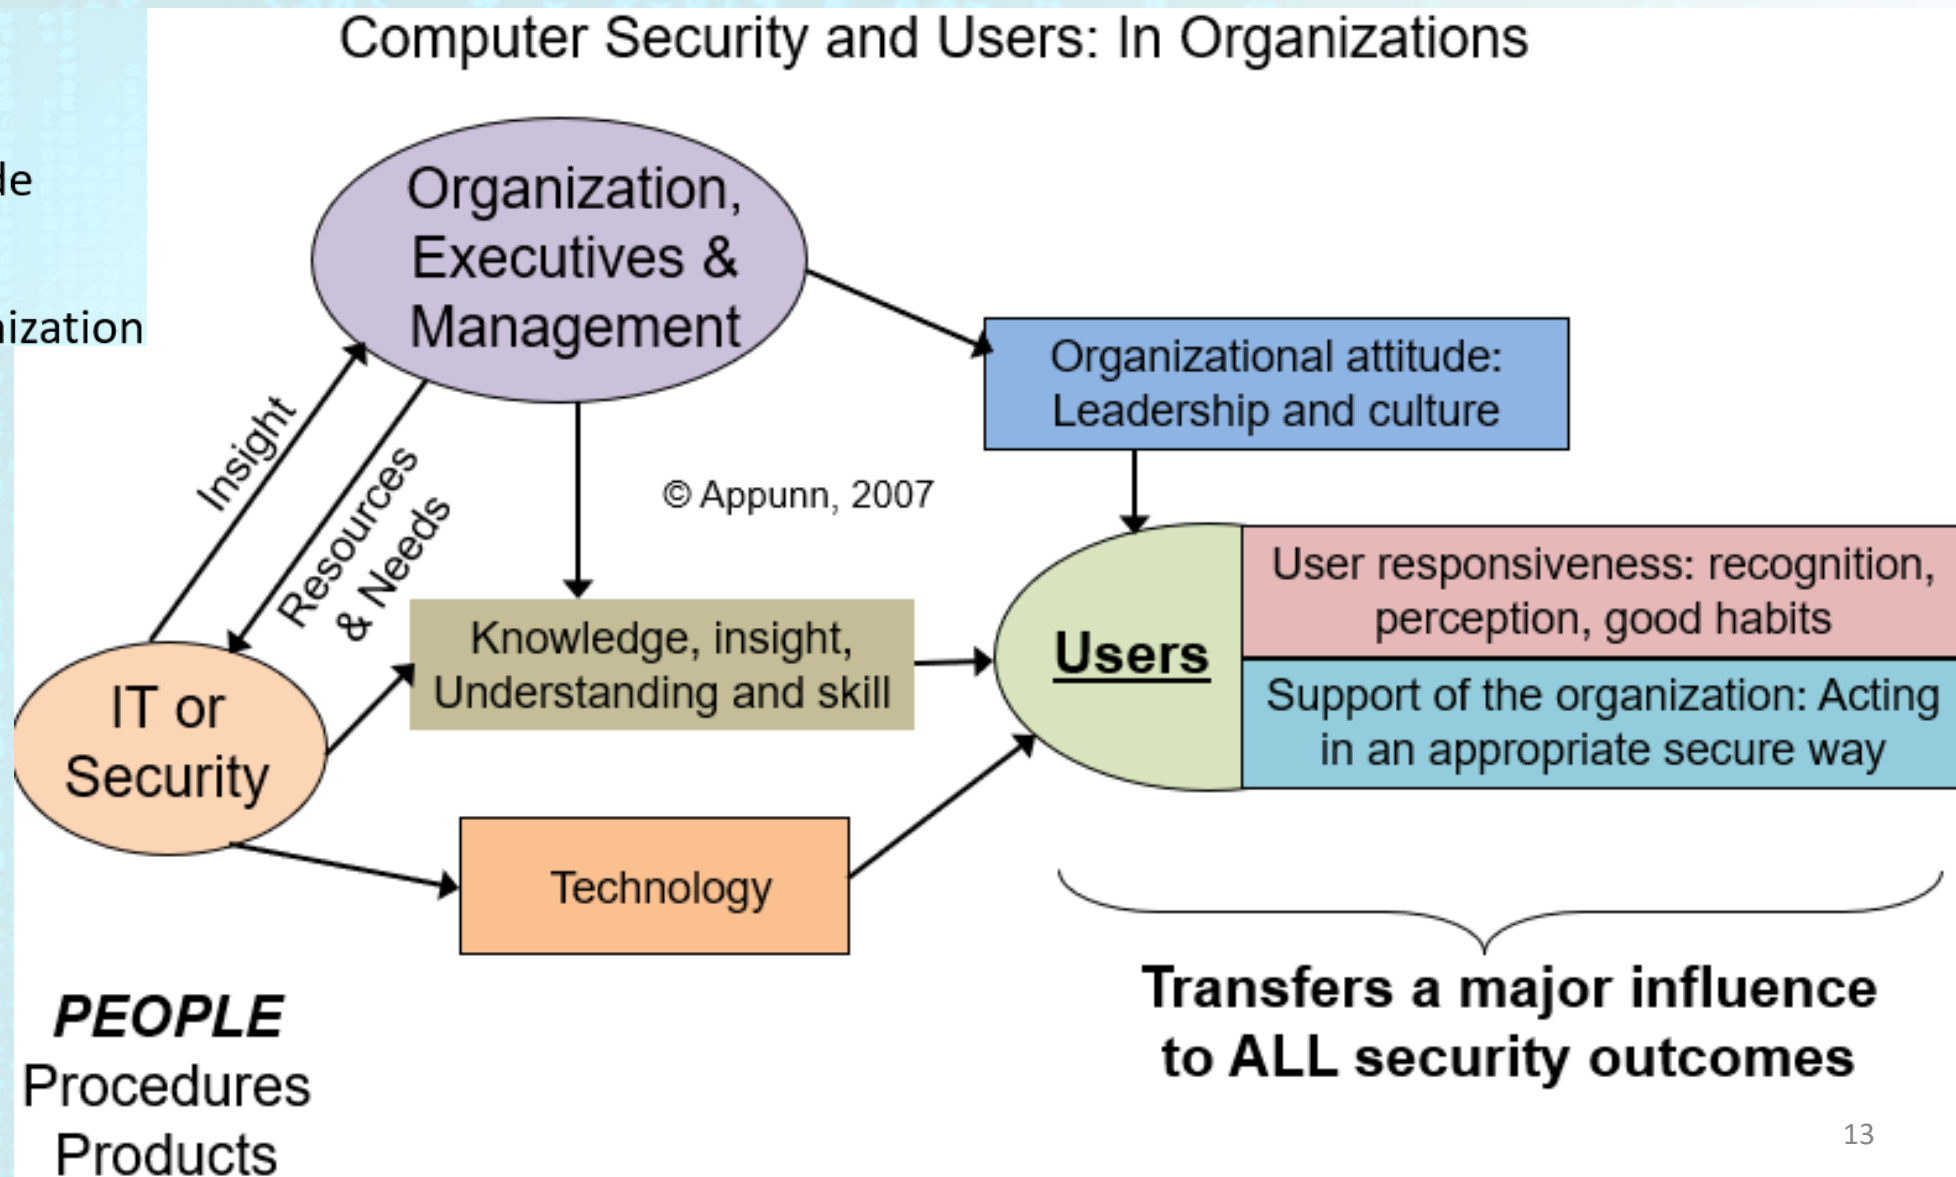 Computer Security and Users: In Organizations
Organization,
Executives &
Management
Organizational attitude:
Leadership and culture
Insight
Resources
& Needs
© Appunn, 2007
IT or
Security
Knowledge, insight,
Understanding and skill
Users
User responsiveness: recognition,
perception, good habits
Support of the organization: Acting
in an appropriate secure way
Technology
Transfers a major influence
to ALL security outcomes
PEOPLE
Procedures
Products
13